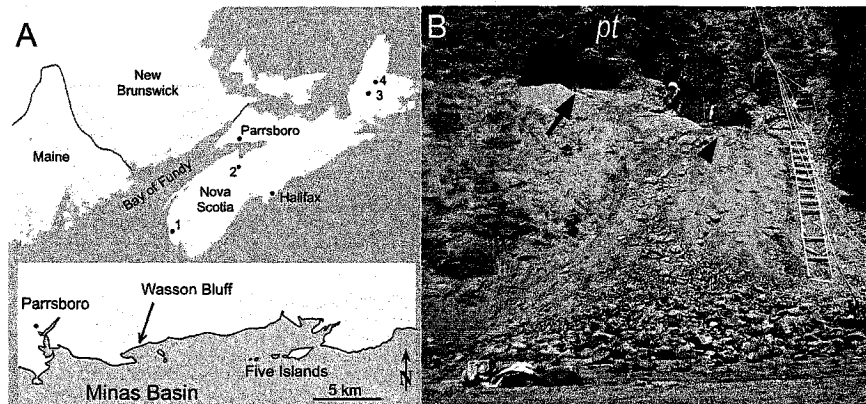 A
New
Brunswick
Maine
Parrsboro
Bay of Fundy
Nova
Scotia
Halifax
1
2
3
4
Parrsboro
Wasson Bluff
Five Islands
Minas Basin
5 km
N
B
pt